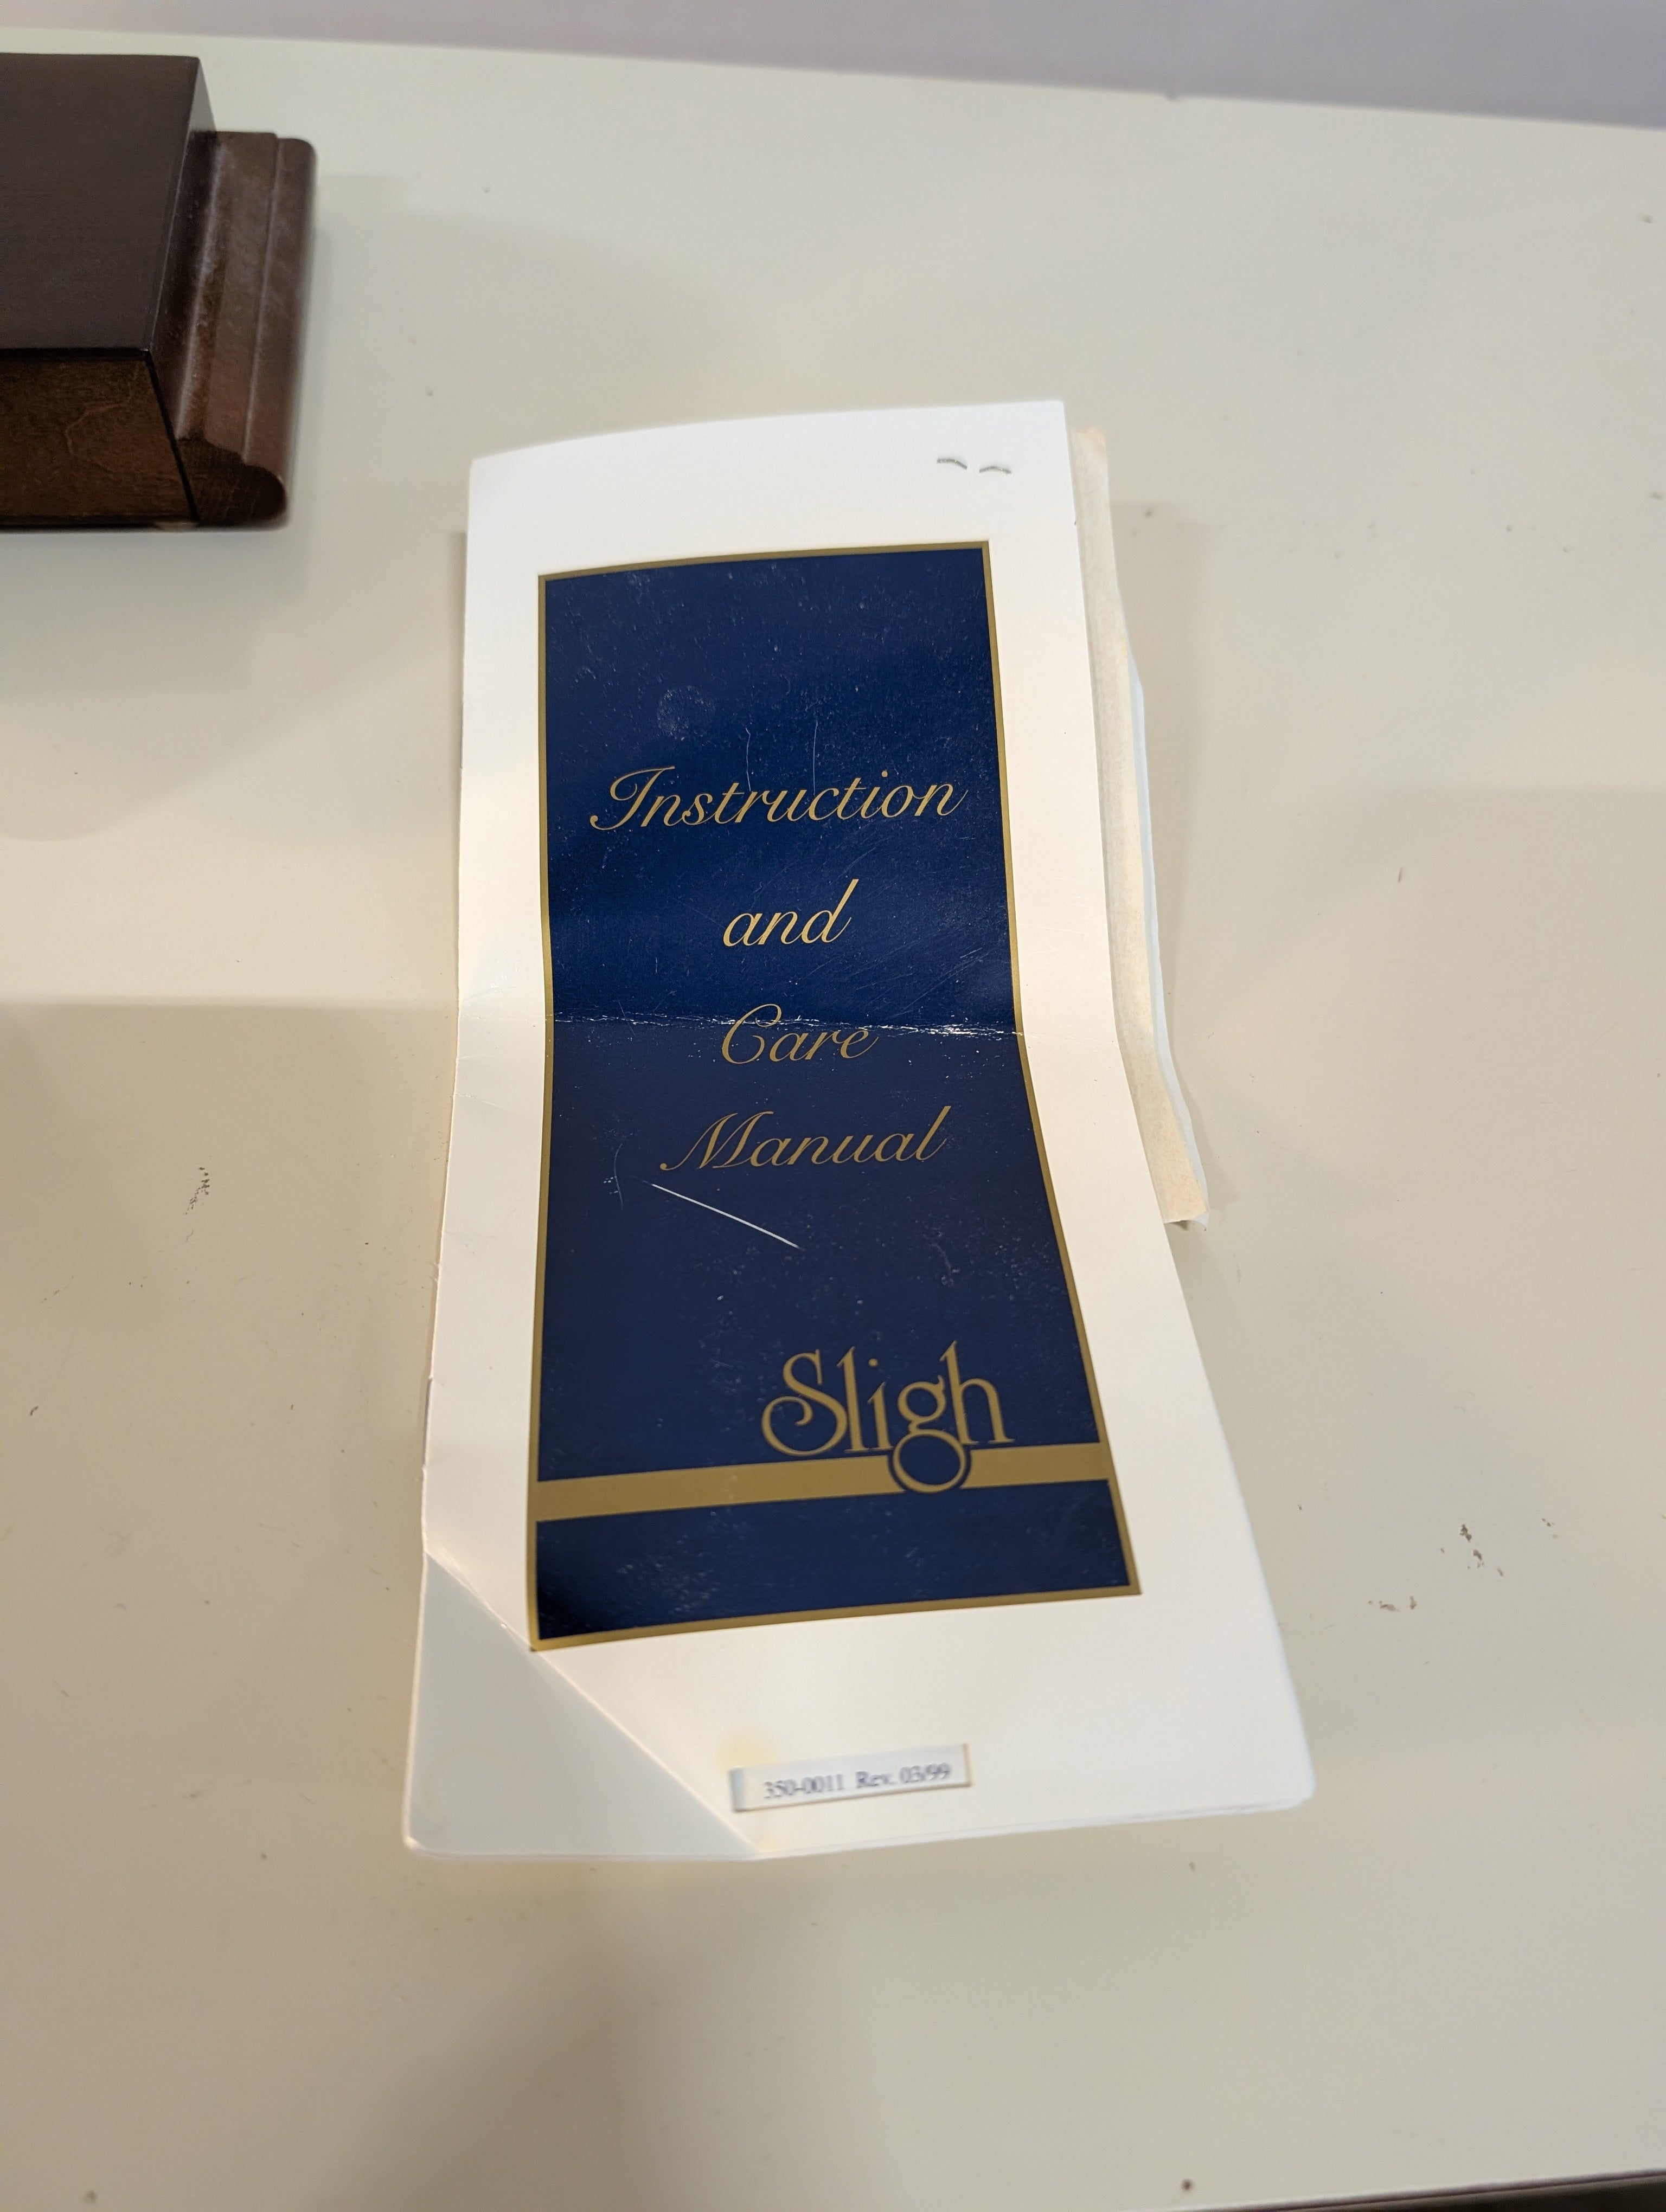 Instruction
and
Care
Manual
Sligh
350-0011 Rev. 03/99